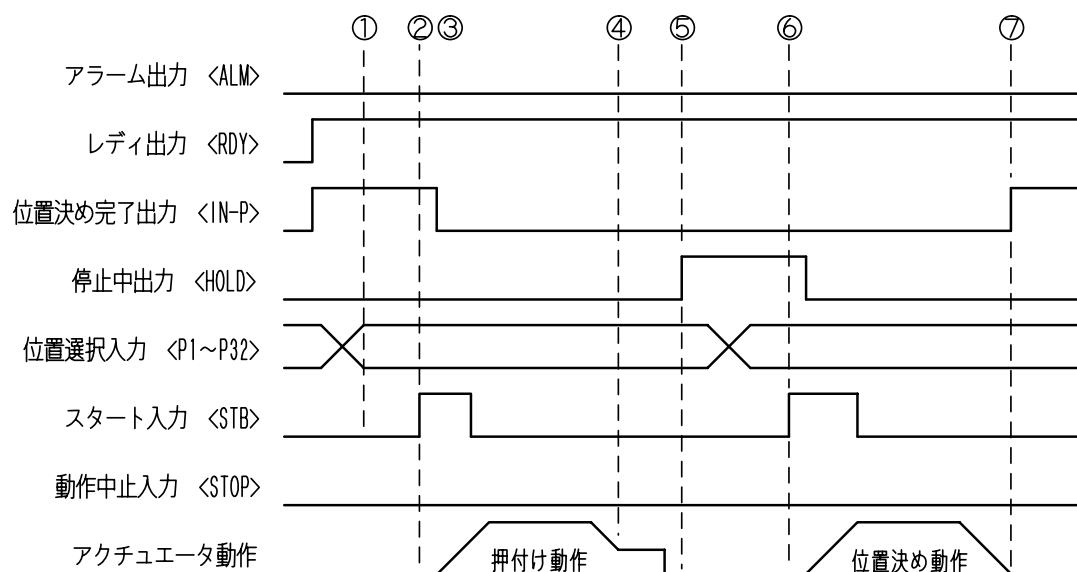 ① ②③ ④ ⑤ ⑥ ⑦
アラーム出力 <ALM>
レディ出力 <RDY>
位置決め完了出力 <IN-P>
停止中出力 <HOLD>
位置選択入力 <P1～P32>
スタート入力 <STB>
動作中止入力 <STOP>
アクチュエータ動作 押付け動作 位置決め動作